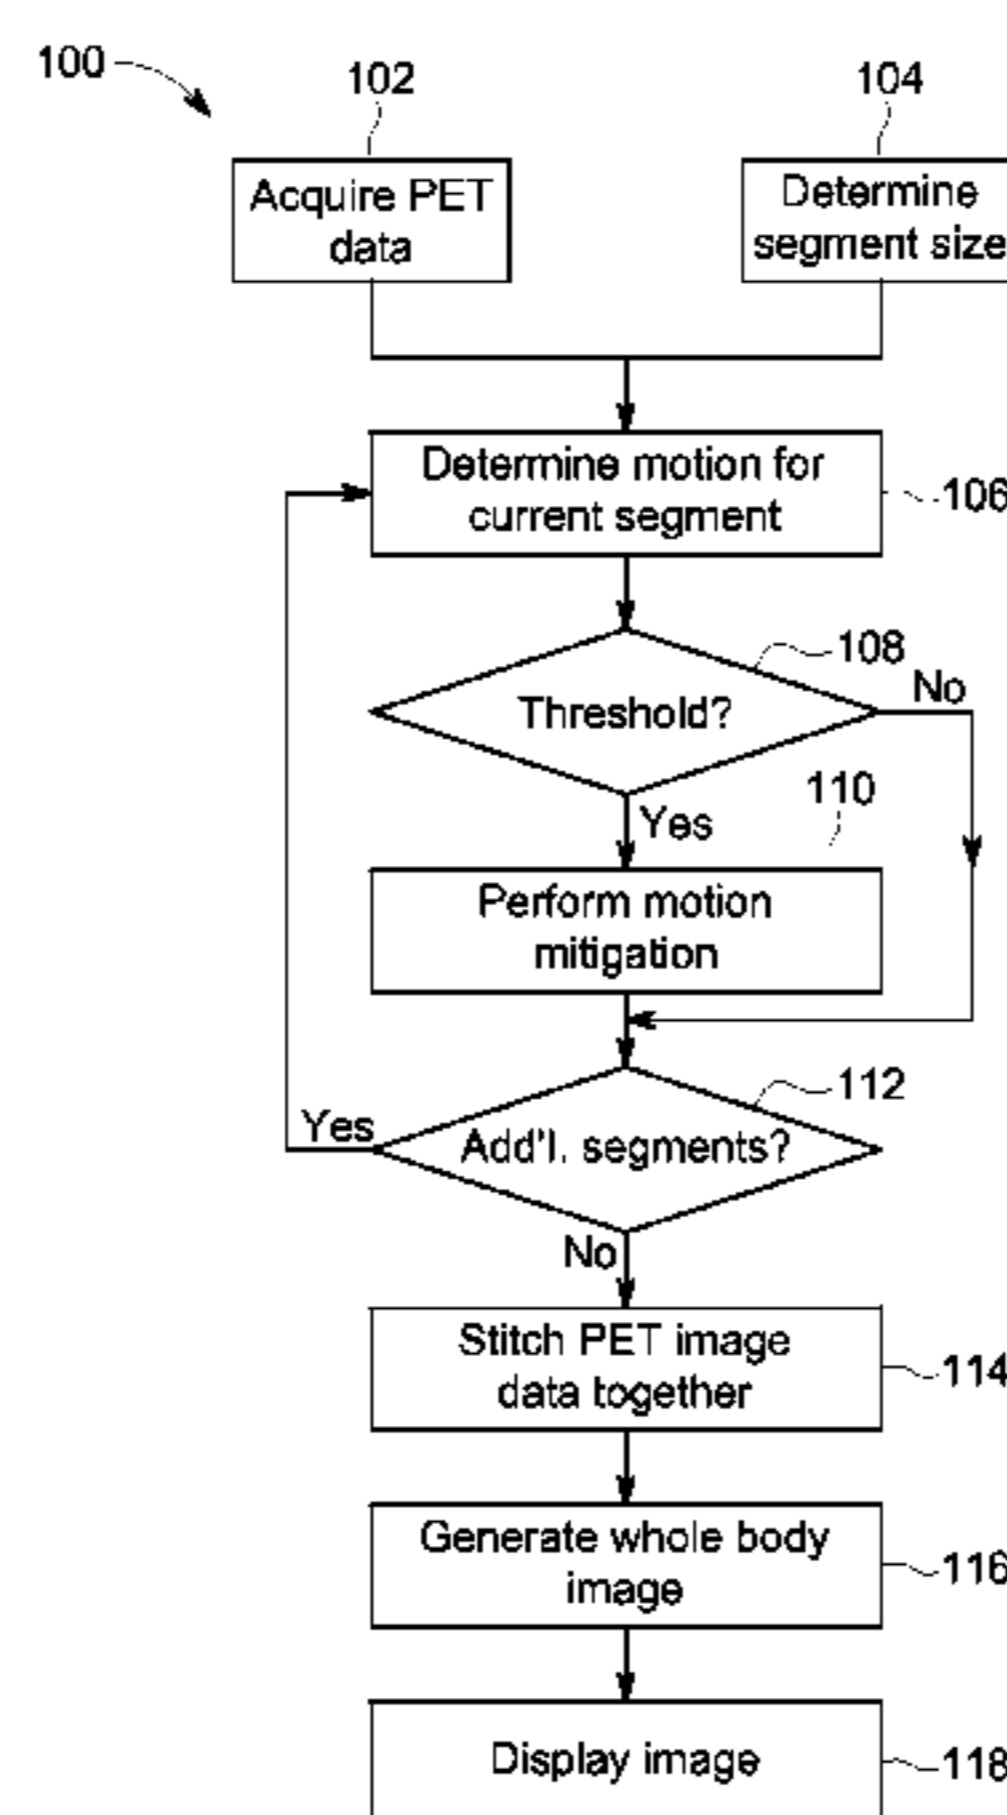 100
102
104
Acquire PET
data
Determine
segment size
Determine motion for
current segment
106
108
Threshold?
No
110
Yes
Perform motion
mitigation
112
Yes
Add'l. segments?
No
Stitch PET image
data together
114
Generate whole body
image
116
Display image
118